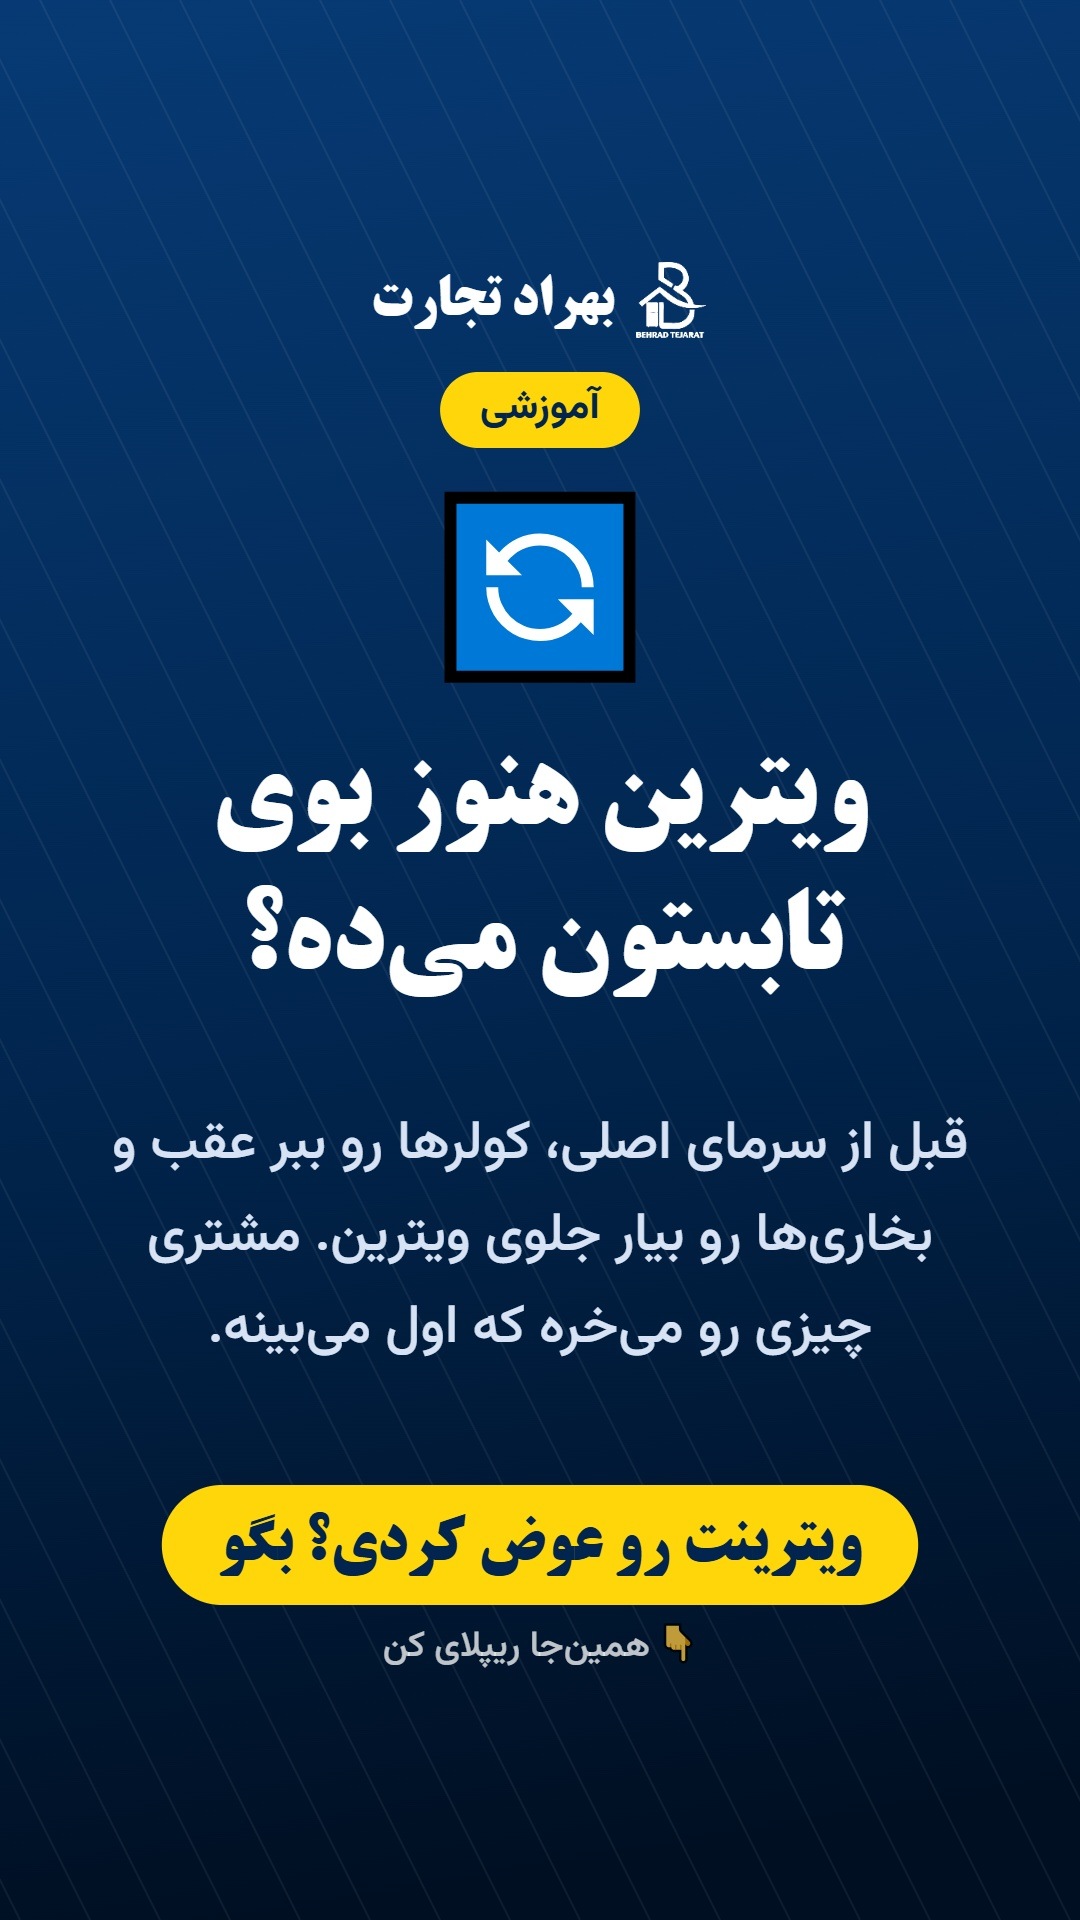 بهراد تجارت
BEHRAD TEJARAT
آموزشی
ویترین هنوز بوی
تابستون می‌ده؟
قبل از سرمای اصلی، کولرها رو ببر عقب و
بخاری‌ها رو بیار جلوی ویترین. مشتری
چیزی رو می‌خره که اول می‌بینه.
ویترینت رو عوض کردی؟ بگو
👇 همین‌جا ریپلای کن